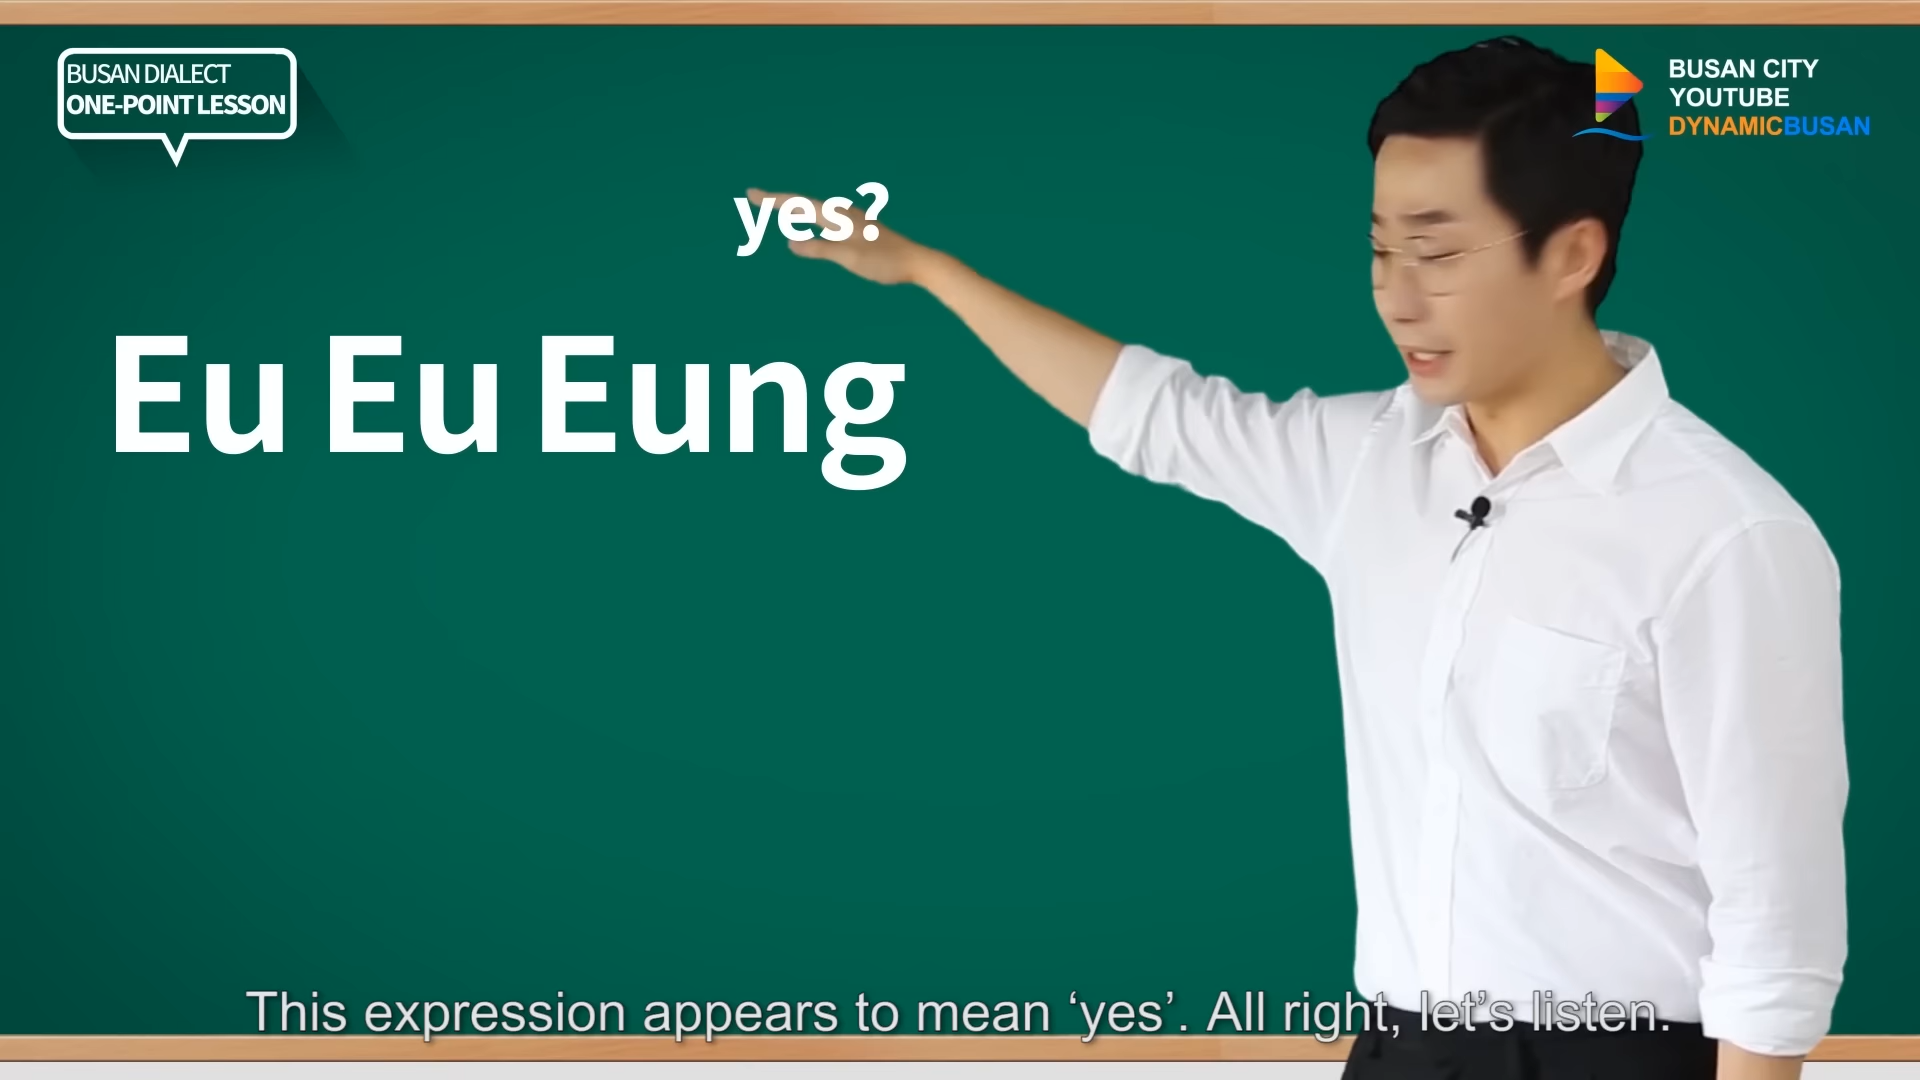 BUSAN DIALECT
ONE-POINT LESSON
BUSAN CITY
YOUTUBE
DYNAMICBUSAN
yes?
Eu Eu Eung
This expression appears to mean ‘yes’. All right, let’s listen.